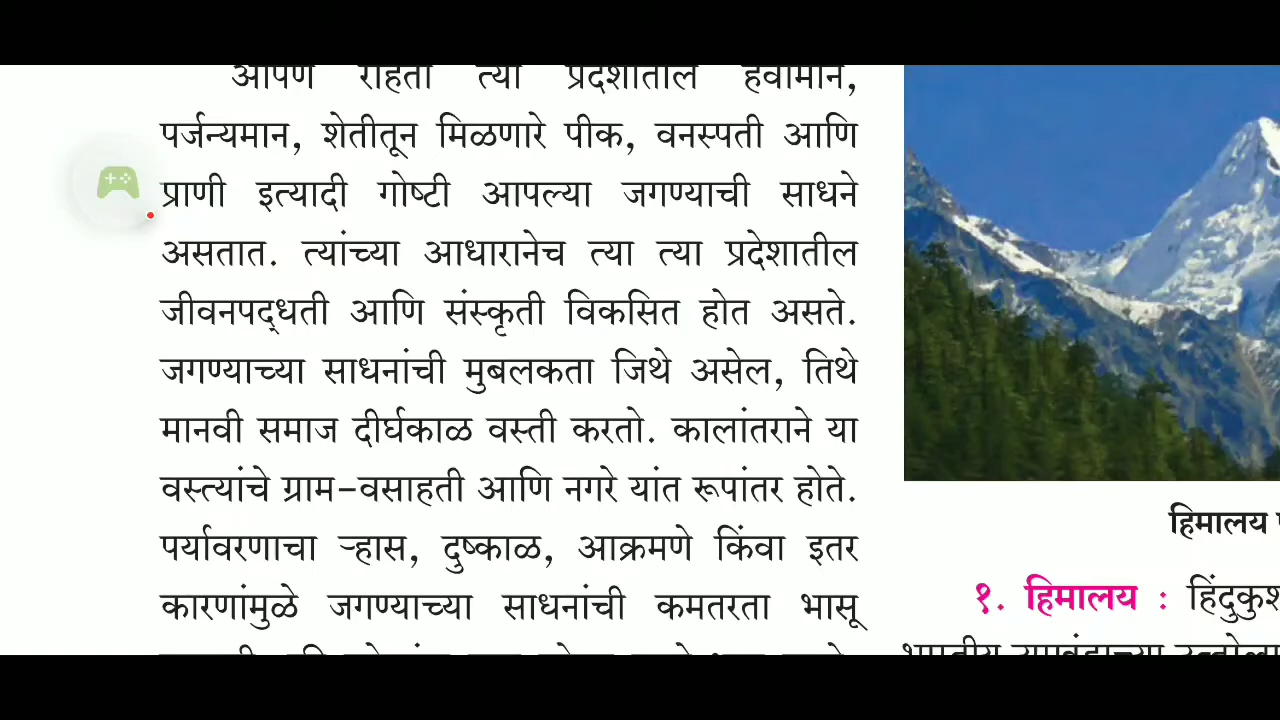 आपण राहतो त्या प्रदेशातील हवामान,
पर्जन्यमान, शेतीतून मिळणारे पीक, वनस्पती आणि
प्राणी इत्यादी गोष्टी आपल्या जगण्याची साधने
असतात. त्यांच्या आधारानेच त्या त्या प्रदेशातील
जीवनपद्धती आणि संस्कृती विकसित होत असते.
जगण्याच्या साधनांची मुबलकता जिथे असेल, तिथे
मानवी समाज दीर्घकाळ वस्ती करतो. कालांतराने या
वस्त्यांचे ग्राम-वसाहती आणि नगरे यांत रूपांतर होते.
पर्यावरणाचा ऱ्हास, दुष्काळ, आक्रमणे किंवा इतर
कारणांमुळे जगण्याच्या साधनांची कमतरता भासू
हिमालय
१. हिमालय : हिंदुकुश